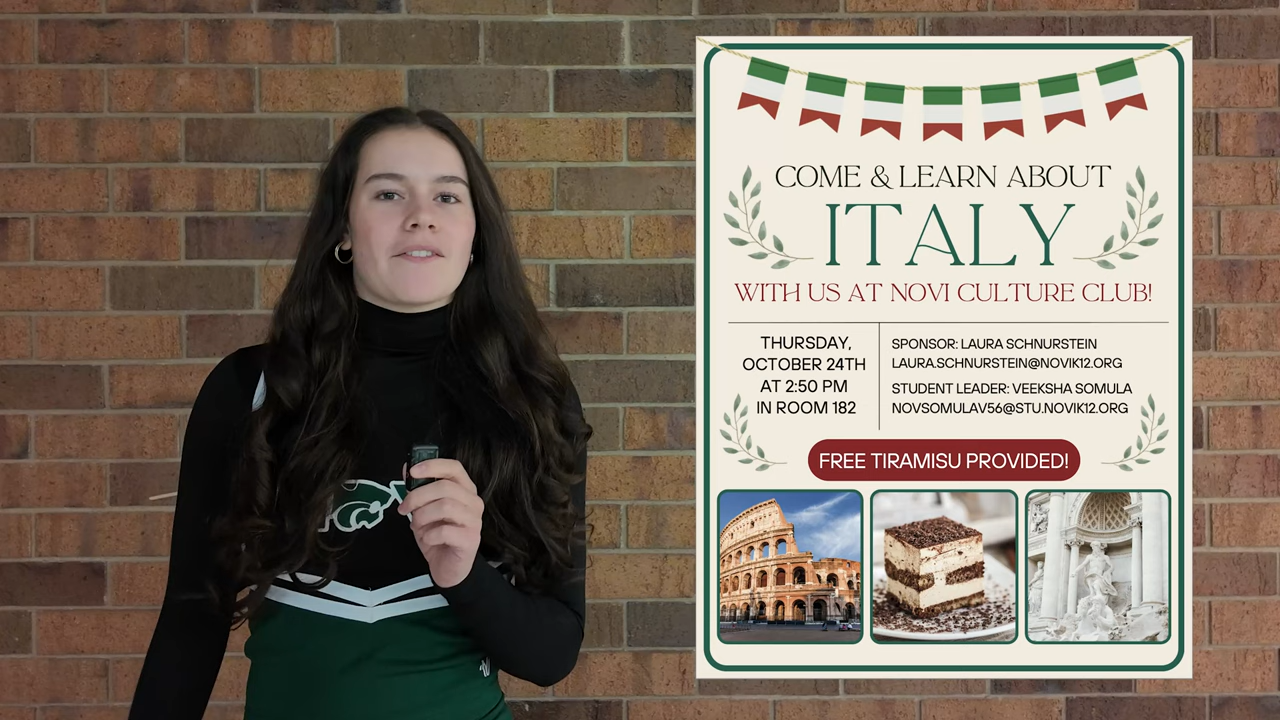 COME & LEARN ABOUT
ITALY
WITH US AT NOVI CULTURE CLUB!
THURSDAY,
OCTOBER 24TH
AT 2:50 PM
IN ROOM 182
SPONSOR: LAURA SCHNURSTEIN
LAURA.SCHNURSTEIN@NOVIK12.ORG
STUDENT LEADER: VEEKSHA SOMULA
NOVSOMULAV56@STU.NOVIK12.ORG
FREE TIRAMISU PROVIDED!